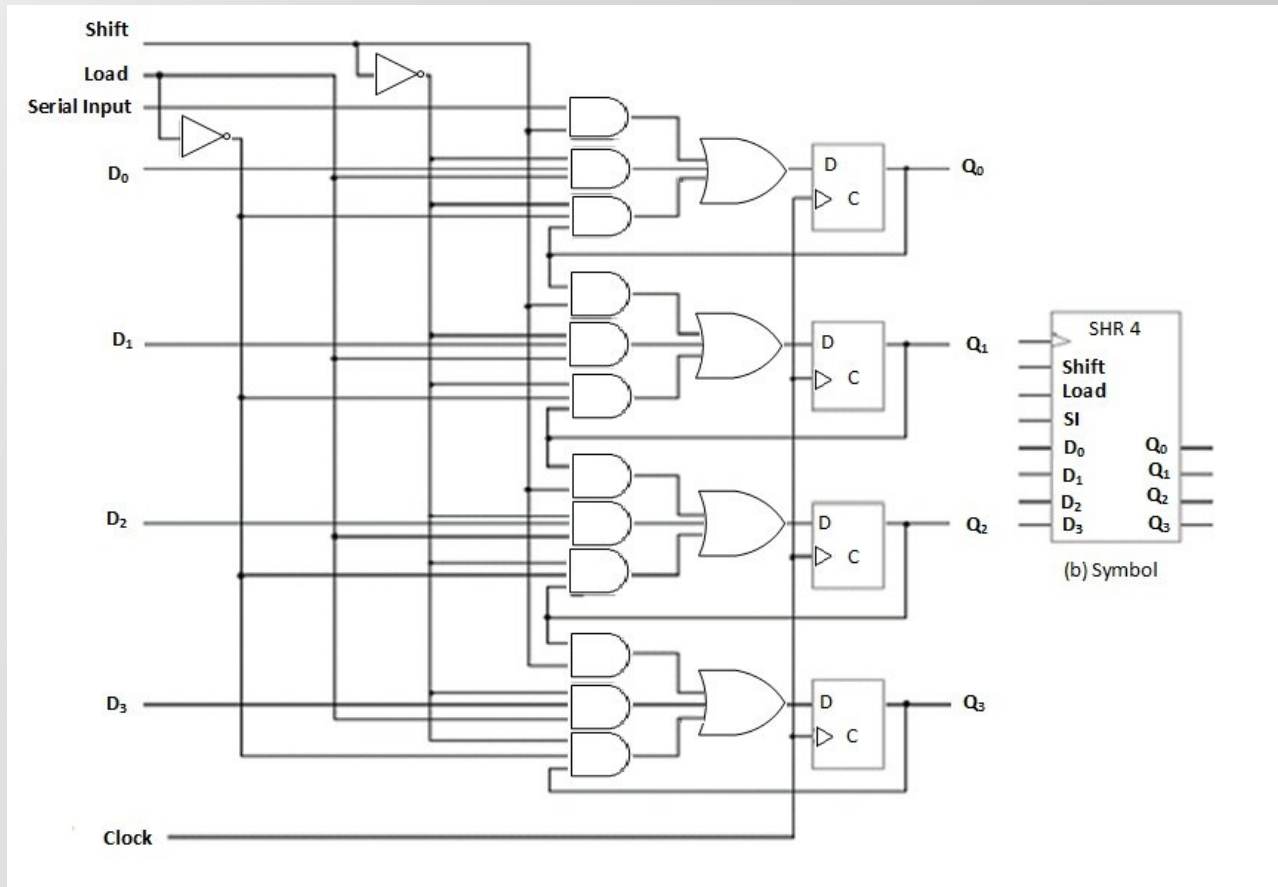 Shift
Load
Serial Input
D₀
D
C
Q₀
D₁
D
C
Q₁
D₂
D
C
Q₂
D₃
D
C
Q₃
Clock
SHR 4
Shift
Load
SI
D₀ Q₀
D₁ Q₁
D₂ Q₂
D₃ Q₃
(b) Symbol